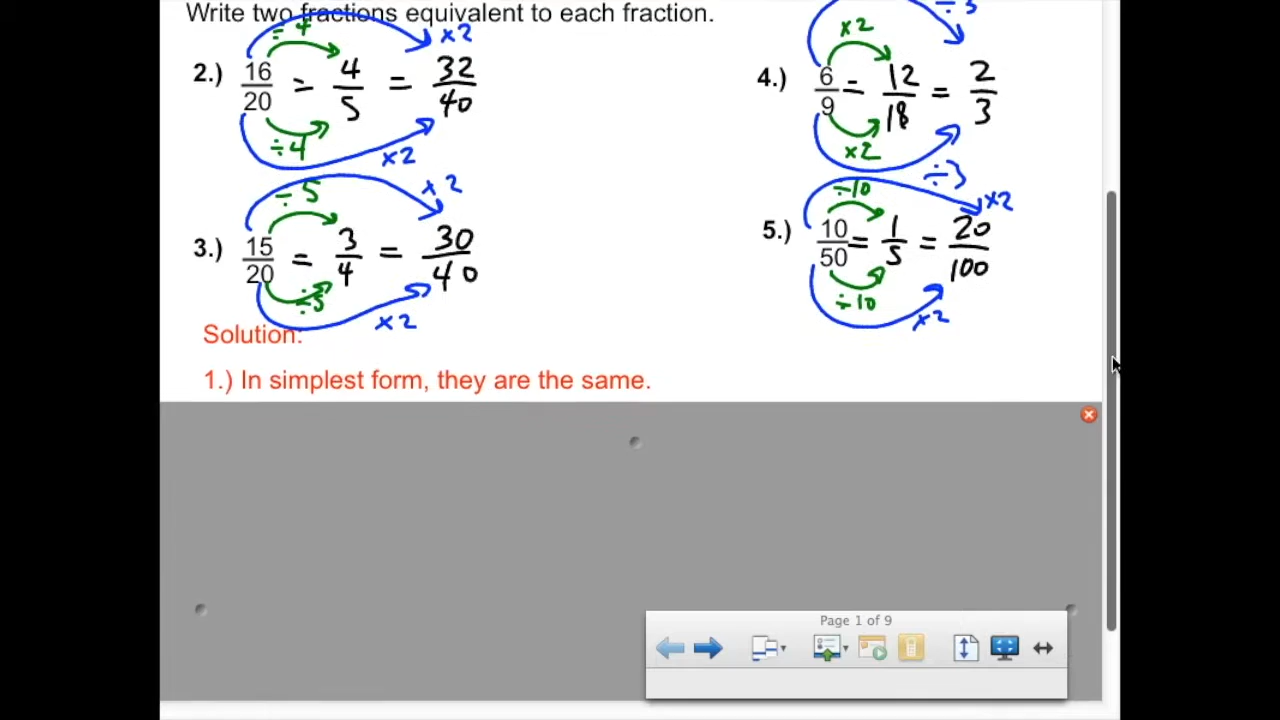 Write two fractions equivalent to each fraction.
÷ 4 ×2
2.) 16/20 = 4/5 = 32/40
÷4 ×2
÷ 5 ×2
3.) 15/20 = 3/4 = 30/40
÷5 ×2
÷ 3
×2
4.) 6/9 = 12/18 = 2/3
×2 ÷3
÷10 ×2
5.) 10/50 = 1/5 = 20/100
÷10 ×2
Solution:
1.) In simplest form, they are the same.
Page 1 of 9